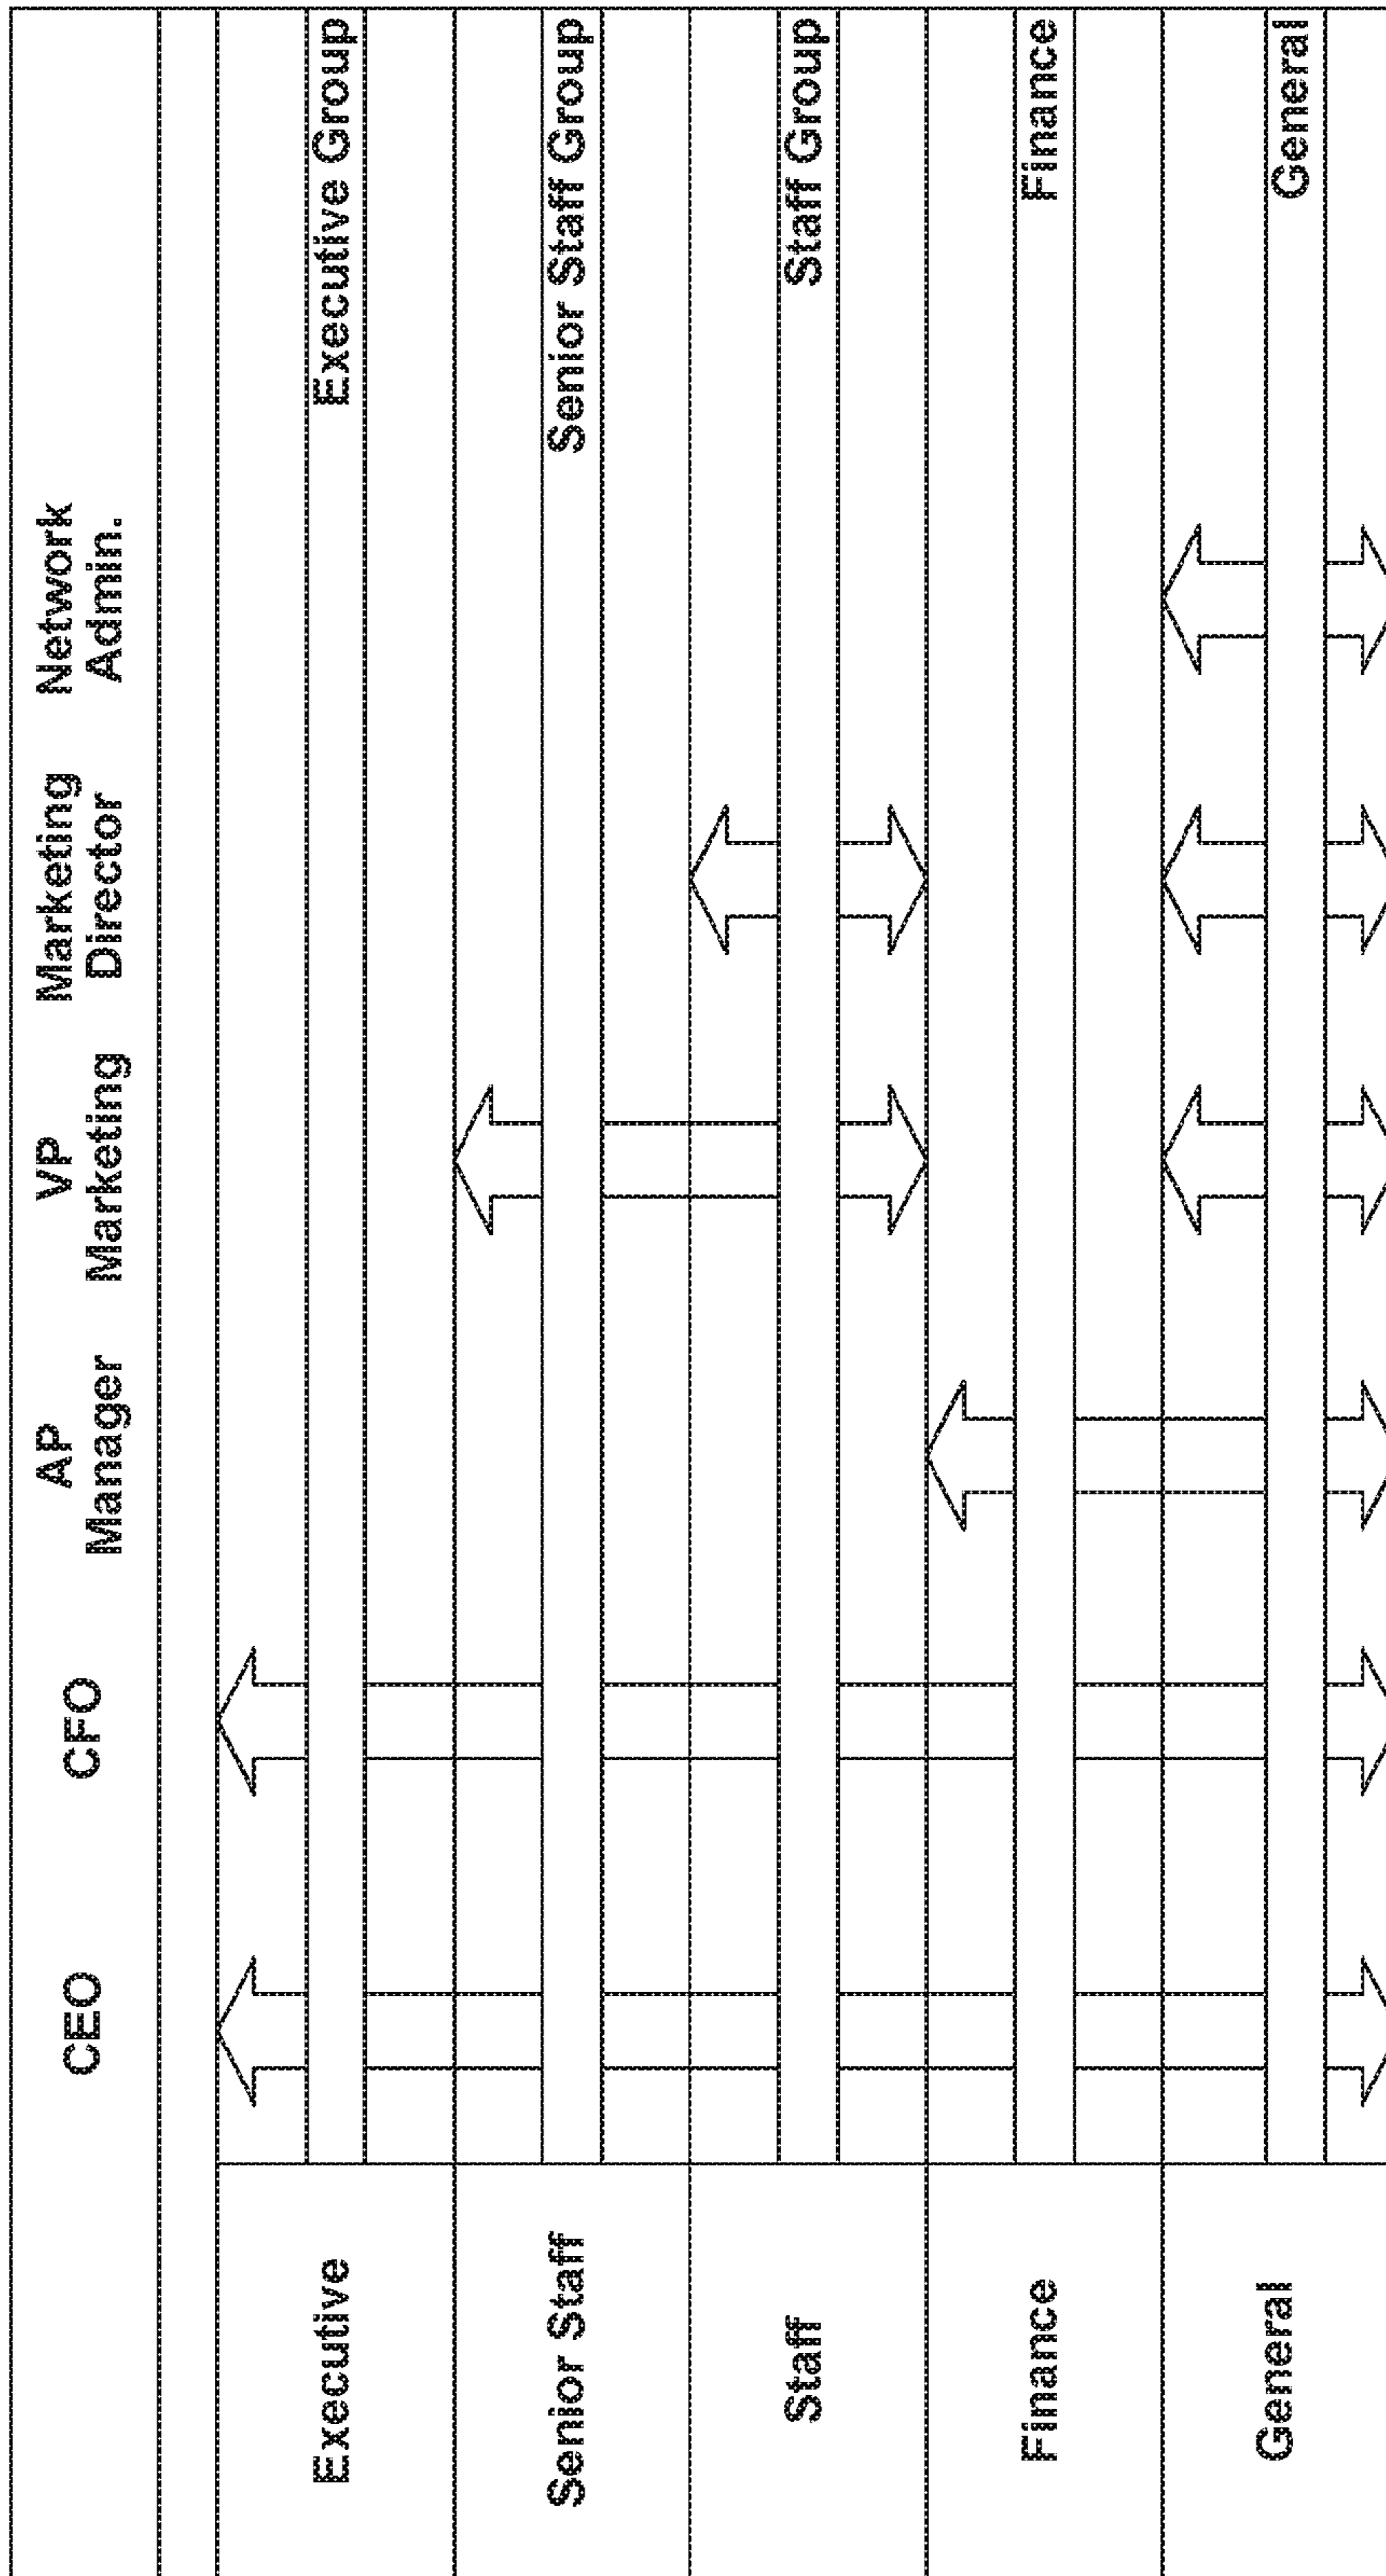 CEO
CFO
AP
Manager
VP
Marketing
Marketing
Director
Network
Admin.
Executive
Executive Group
Senior Staff
Senior Staff Group
Staff
Staff Group
Finance
Finance
General
General